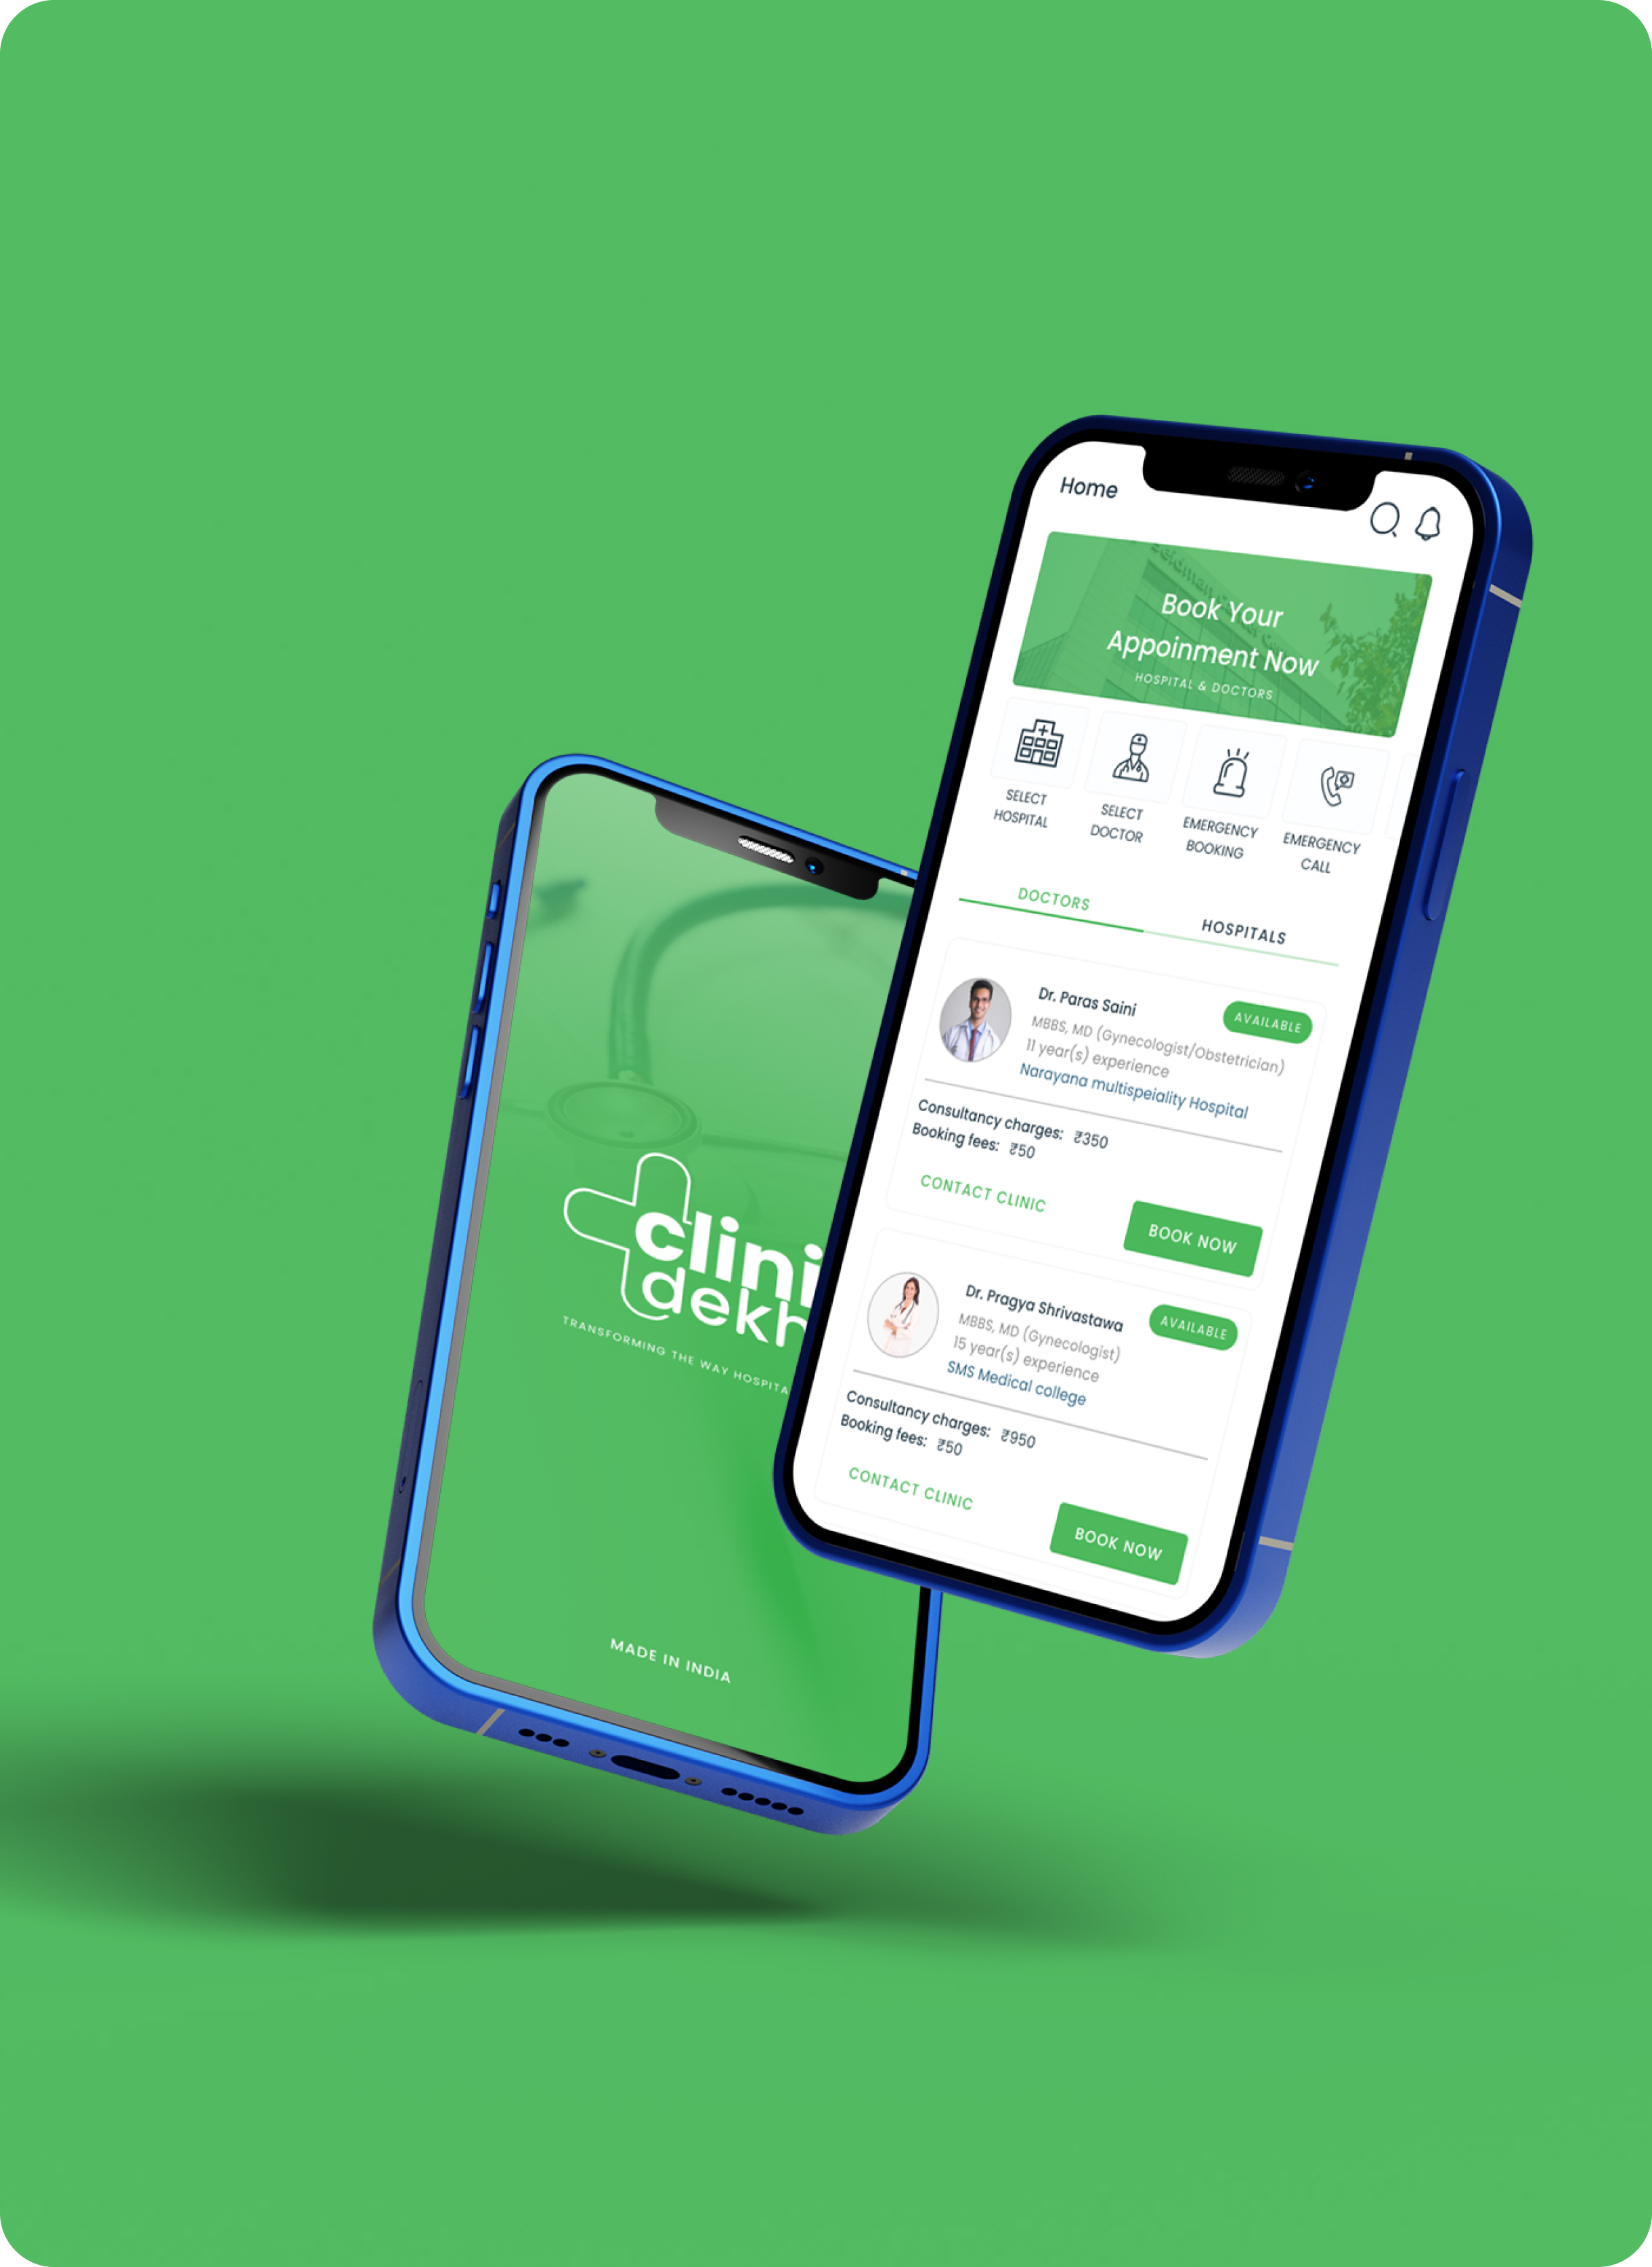 Home
Book Your
Appoinment Now
HOSPITAL & DOCTORS
SELECT
HOSPITAL
SELECT
DOCTOR
EMERGENCY
BOOKING
EMERGENCY
CALL
DOCTORS
HOSPITALS
Dr. Paras Saini
AVAILABLE
MBBS, MD (Gynecologist/Obstetrician)
11 year(s) experience
Narayana multispeiality Hospital
Consultancy charges: ₹350
Booking fees: ₹50
CONTACT CLINIC
BOOK NOW
Dr. Pragya Shrivastawa
AVAILABLE
MBBS, MD (Gynecologist)
15 year(s) experience
SMS Medical college
Consultancy charges: ₹950
Booking fees: ₹50
CONTACT CLINIC
BOOK NOW
clini
dekh
TRANSFORMING THE WAY HOSPITA
MADE IN INDIA